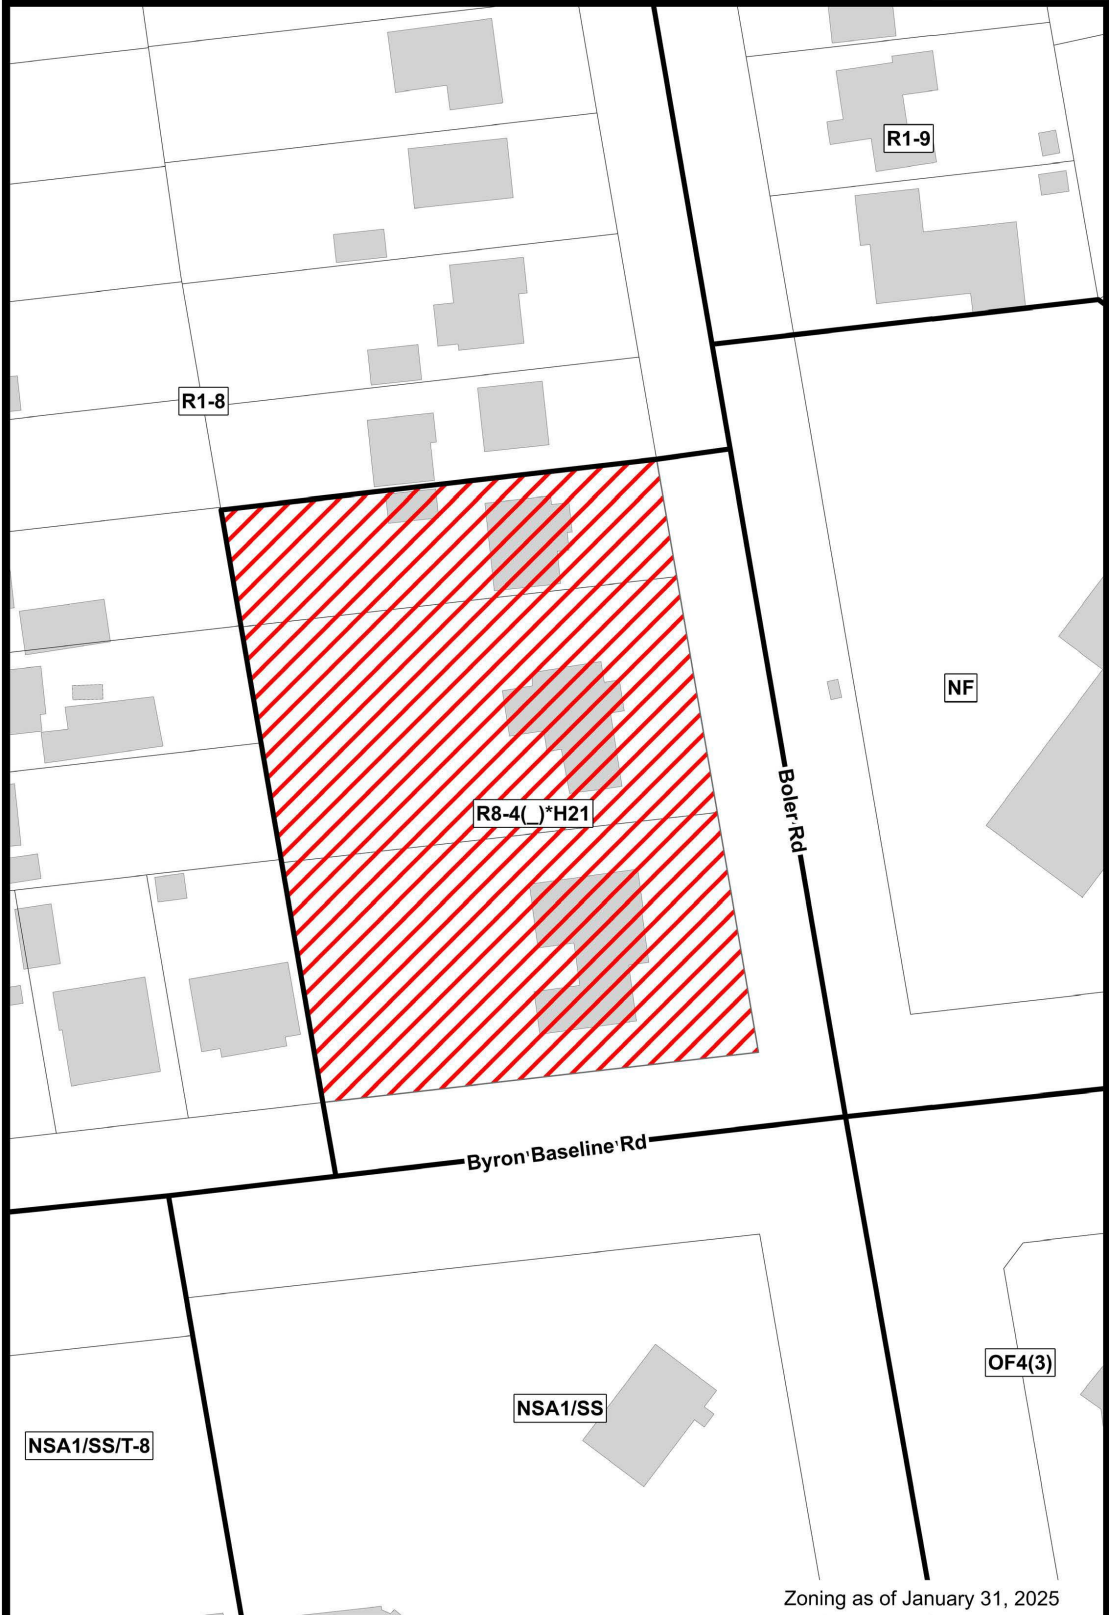 R1-9
R1-8
NF
Boler Rd
R8-4(_)*H21
Byron Baseline Rd
OF4(3)
NSA1/SS
NSA1/SS/T-8
Zoning as of January 31, 2025